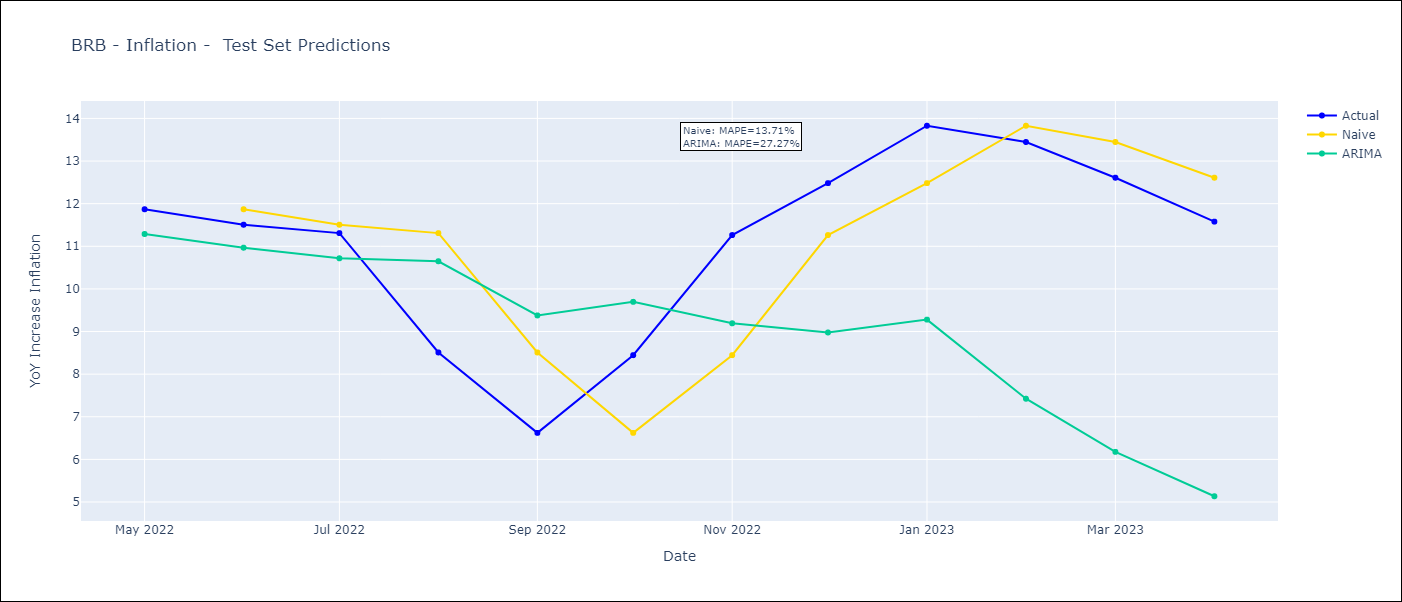 BRB - Inflation -  Test Set Predictions
Actual
Naive
ARIMA
Naive: MAPE=13.71%
ARIMA: MAPE=27.27%
YoY Increase Inflation
14
13
12
11
10
9
8
7
6
5
May 2022
Jul 2022
Sep 2022
Nov 2022
Jan 2023
Mar 2023
Date